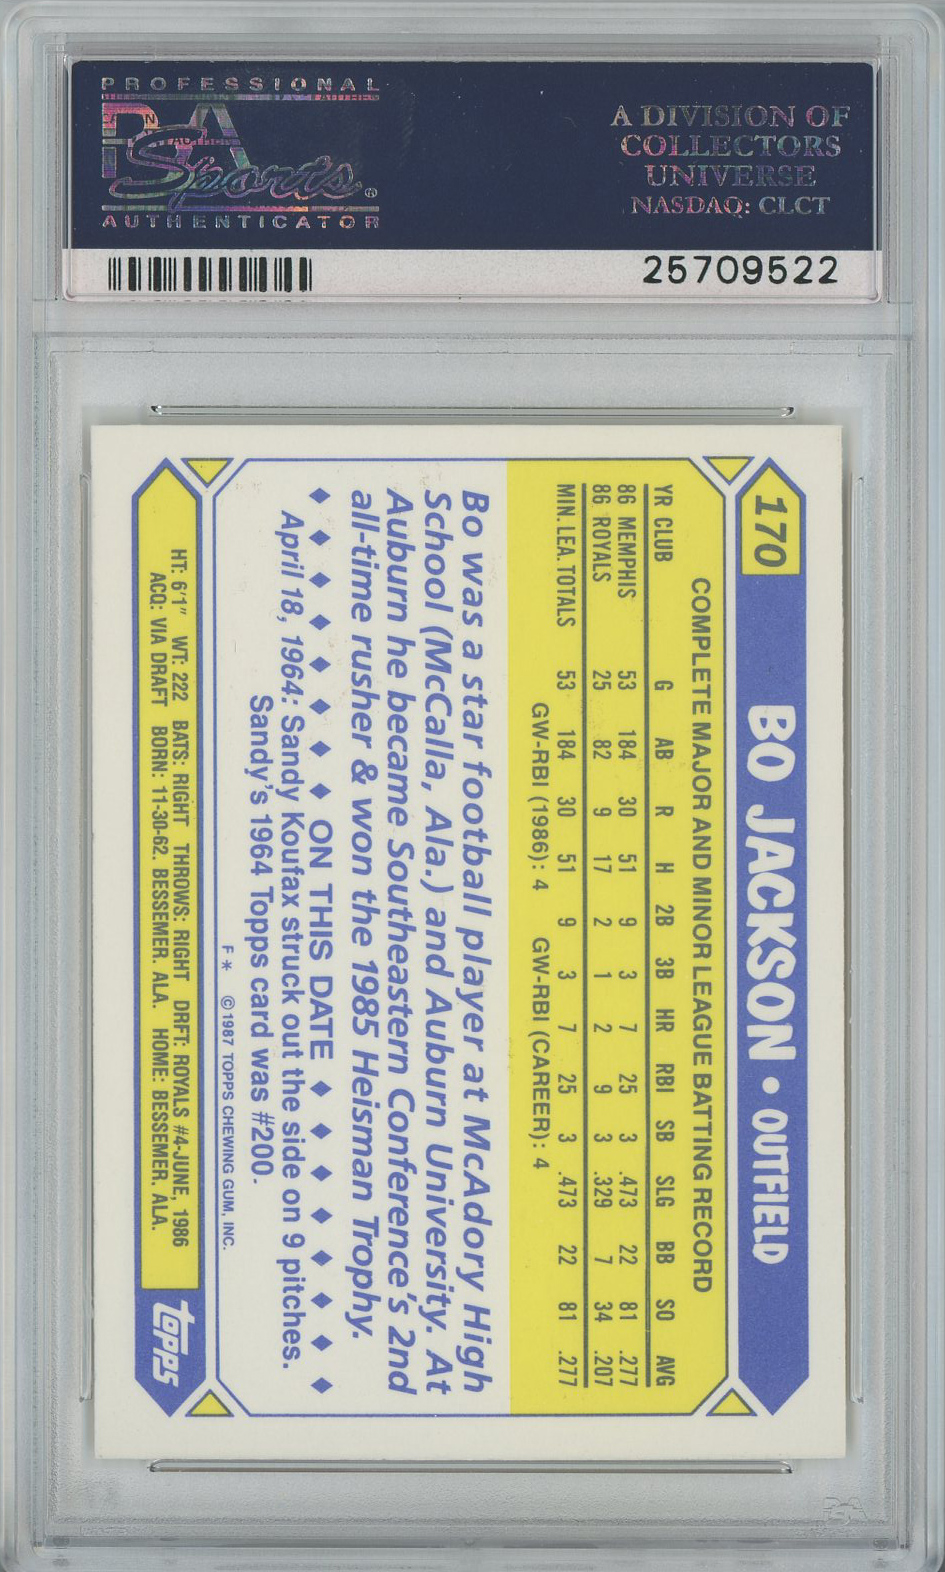 PROFESSIONAL
PSA
Sports®
AUTHENTICATOR
A DIVISION OF
COLLECTORS
UNIVERSE
NASDAQ: CLCT
25709522
170 BO JACKSON • OUTFIELD
COMPLETE MAJOR AND MINOR LEAGUE BATTING RECORD
YR CLUB G AB R H 2B 3B HR RBI SB SLG BB SO AVG
86 MEMPHIS 53 184 30 51 9 3 7 25 3 .473 22 81 .277
86 ROYALS 25 82 9 17 2 1 2 9 3 .329 7 34 .207
MIN. LEA. TOTALS 53 184 30 51 9 3 7 25 3 .473 22 81 .277
GW-RBI (1986): 4 GW-RBI (CAREER): 4
Bo was a star football player at McAdory High
School (McCalla, Ala.) and Auburn University. At
Auburn he became Southeastern Conference's 2nd
all-time rusher & won the 1985 Heisman Trophy.
◆ ◆ ◆ ◆ ◆ ◆ ◆ ◆ ON THIS DATE ◆ ◆ ◆ ◆ ◆ ◆ ◆ ◆
April 18, 1964: Sandy Koufax struck out the side on 9 pitches.
Sandy's 1964 Topps card was #200.
F * ©1987 TOPPS CHEWING GUM, INC.
HT: 6'1" WT: 222 BATS: RIGHT THROWS: RIGHT DRFT: ROYALS #4-JUNE, 1986
ACQ: VIA DRAFT BORN: 11-30-62. BESSEMER. ALA. HOME: BESSEMER. ALA.
topps